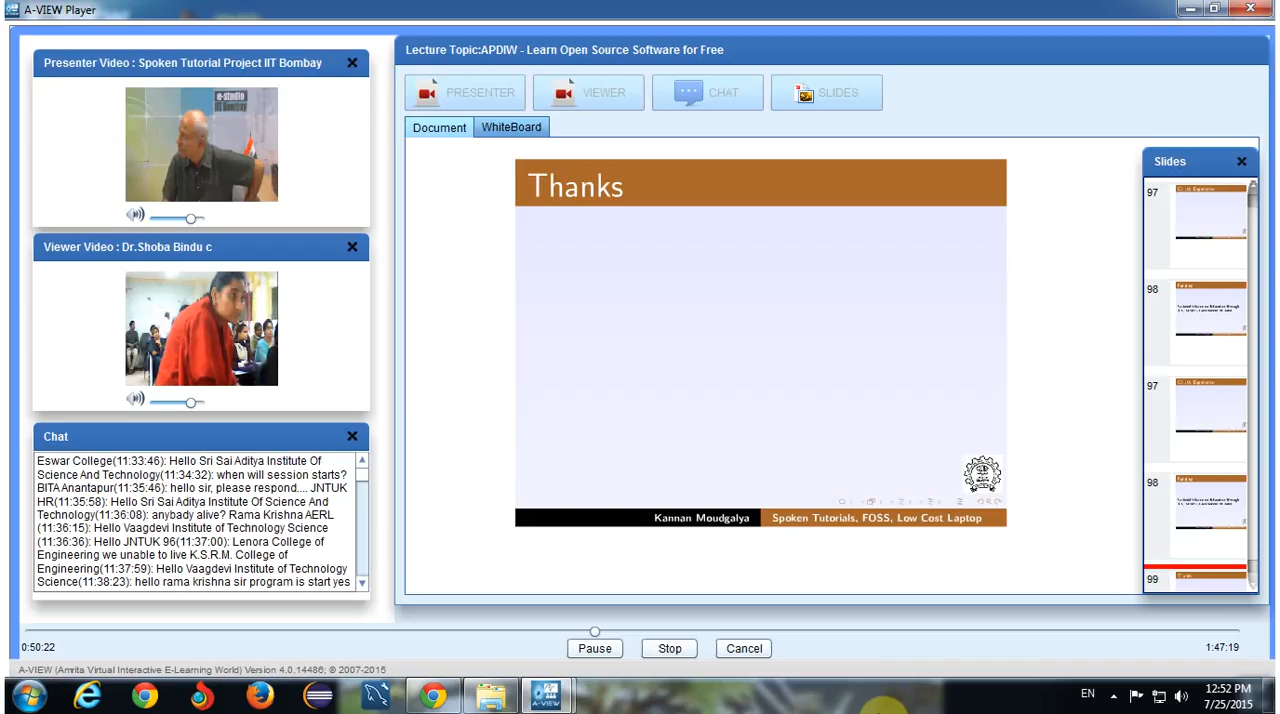 A-VIEW Player
Presenter Video : Spoken Tutorial Project IIT Bombay
e-studio
IIT Bombay
Viewer Video : Dr.Shoba Bindu c
Chat
Eswar College(11:33:46): Hello Sri Sai Aditya Institute Of
Science And Technology(11:34:32): when will session starts?
BITA Anantapur(11:35:46): hello sir, please respond.... JNTUK
HR(11:35:58): Hello Sri Sai Aditya Institute Of Science And
Technology(11:36:08): anybady alive? Rama Krishna AERL
(11:36:15): Hello Vaagdevi Institute of Technology Science
(11:36:36): Hello JNTUK 96(11:37:00): Lenora College of
Engineering we unable to live K.S.R.M. College of
Engineering(11:37:59): Hello Vaagdevi Institute of Technology
Science(11:38:23): hello rama krishna sir program is start yes
Lecture Topic:APDIW - Learn Open Source Software for Free
PRESENTER VIEWER CHAT SLIDES
Document WhiteBoard
Thanks
Kannan Moudgalya Spoken Tutorials, FOSS, Low Cost Laptop
Slides
97
98
97
98
99
Thanks
0:50:22
Pause Stop Cancel
1:47:19
A-VIEW (Amrita Virtual Interactive E-Learning World) Version 4.0.14486; © 2007-2015
A-VIEW
EN
12:52 PM
7/25/2015